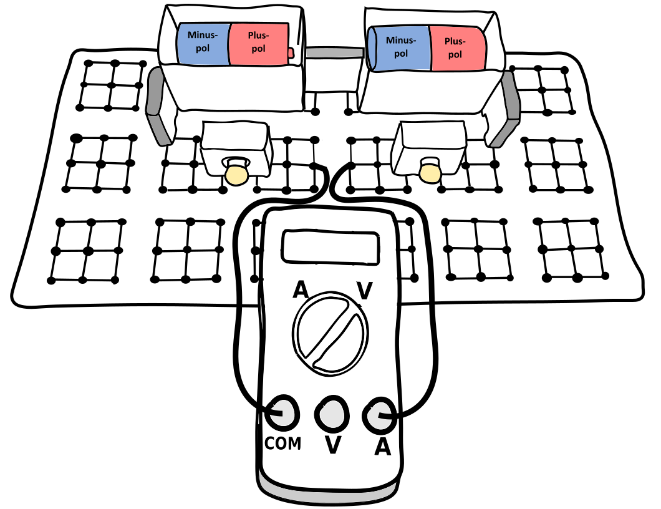 Minus-
pol
Plus-
pol
Minus-
pol
Plus-
pol
A
V
COM
V
A